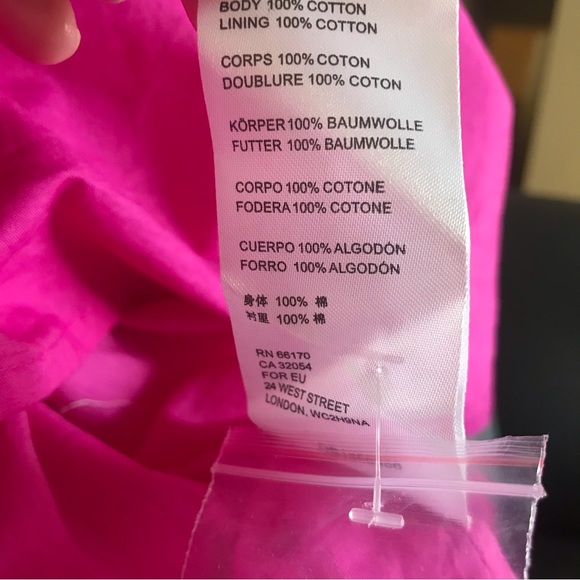 BODY 100% COTTON
LINING 100% COTTON
CORPS 100% COTON
DOUBLURE 100% COTON
KÖRPER 100% BAUMWOLLE
FUTTER 100% BAUMWOLLE
CORPO 100% COTONE
FODERA 100% COTONE
CUERPO 100% ALGODÓN
FORRO 100% ALGODÓN
身体 100% 棉
衬里 100% 棉
RN 66170
CA 32054
FOR EU
24 WEST STREET
LONDON, WC2H9NA